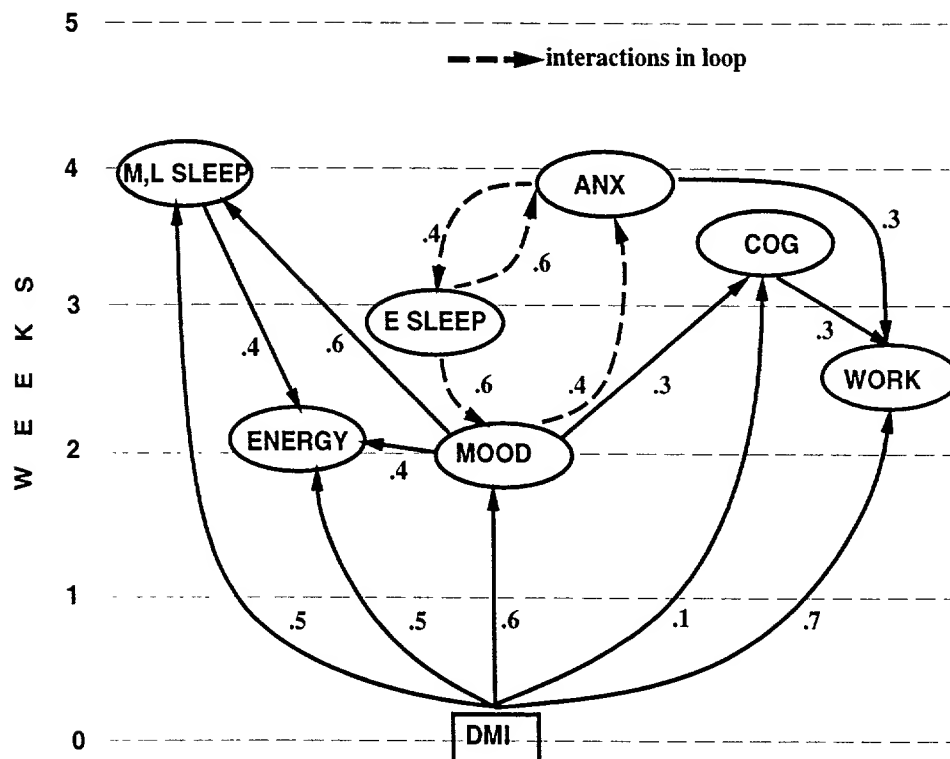 5
interactions in loop
4
M,L SLEEP
ANX
.4
.6
.3
COG
3
E SLEEP
.4
.6
.6
.4
.3
.3
WORK
WEEKS
ENERGY
2
MOOD
.4
1
.5
.5
.6
.1
.7
DMI
0